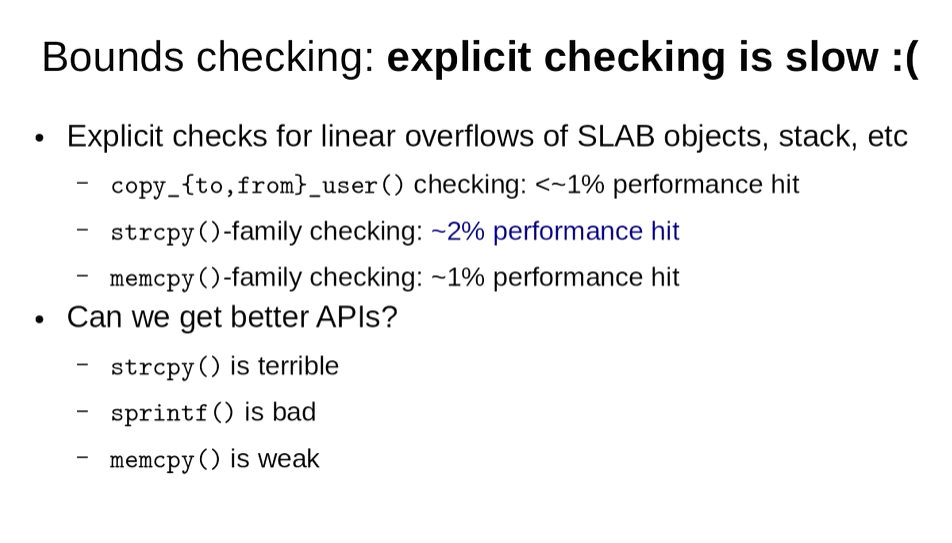 Bounds checking: explicit checking is slow :(
• Explicit checks for linear overflows of SLAB objects, stack, etc
– copy_{to,from}_user() checking: <~1% performance hit
– strcpy()-family checking: ~2% performance hit
– memcpy()-family checking: ~1% performance hit
• Can we get better APIs?
– strcpy() is terrible
– sprintf() is bad
– memcpy() is weak